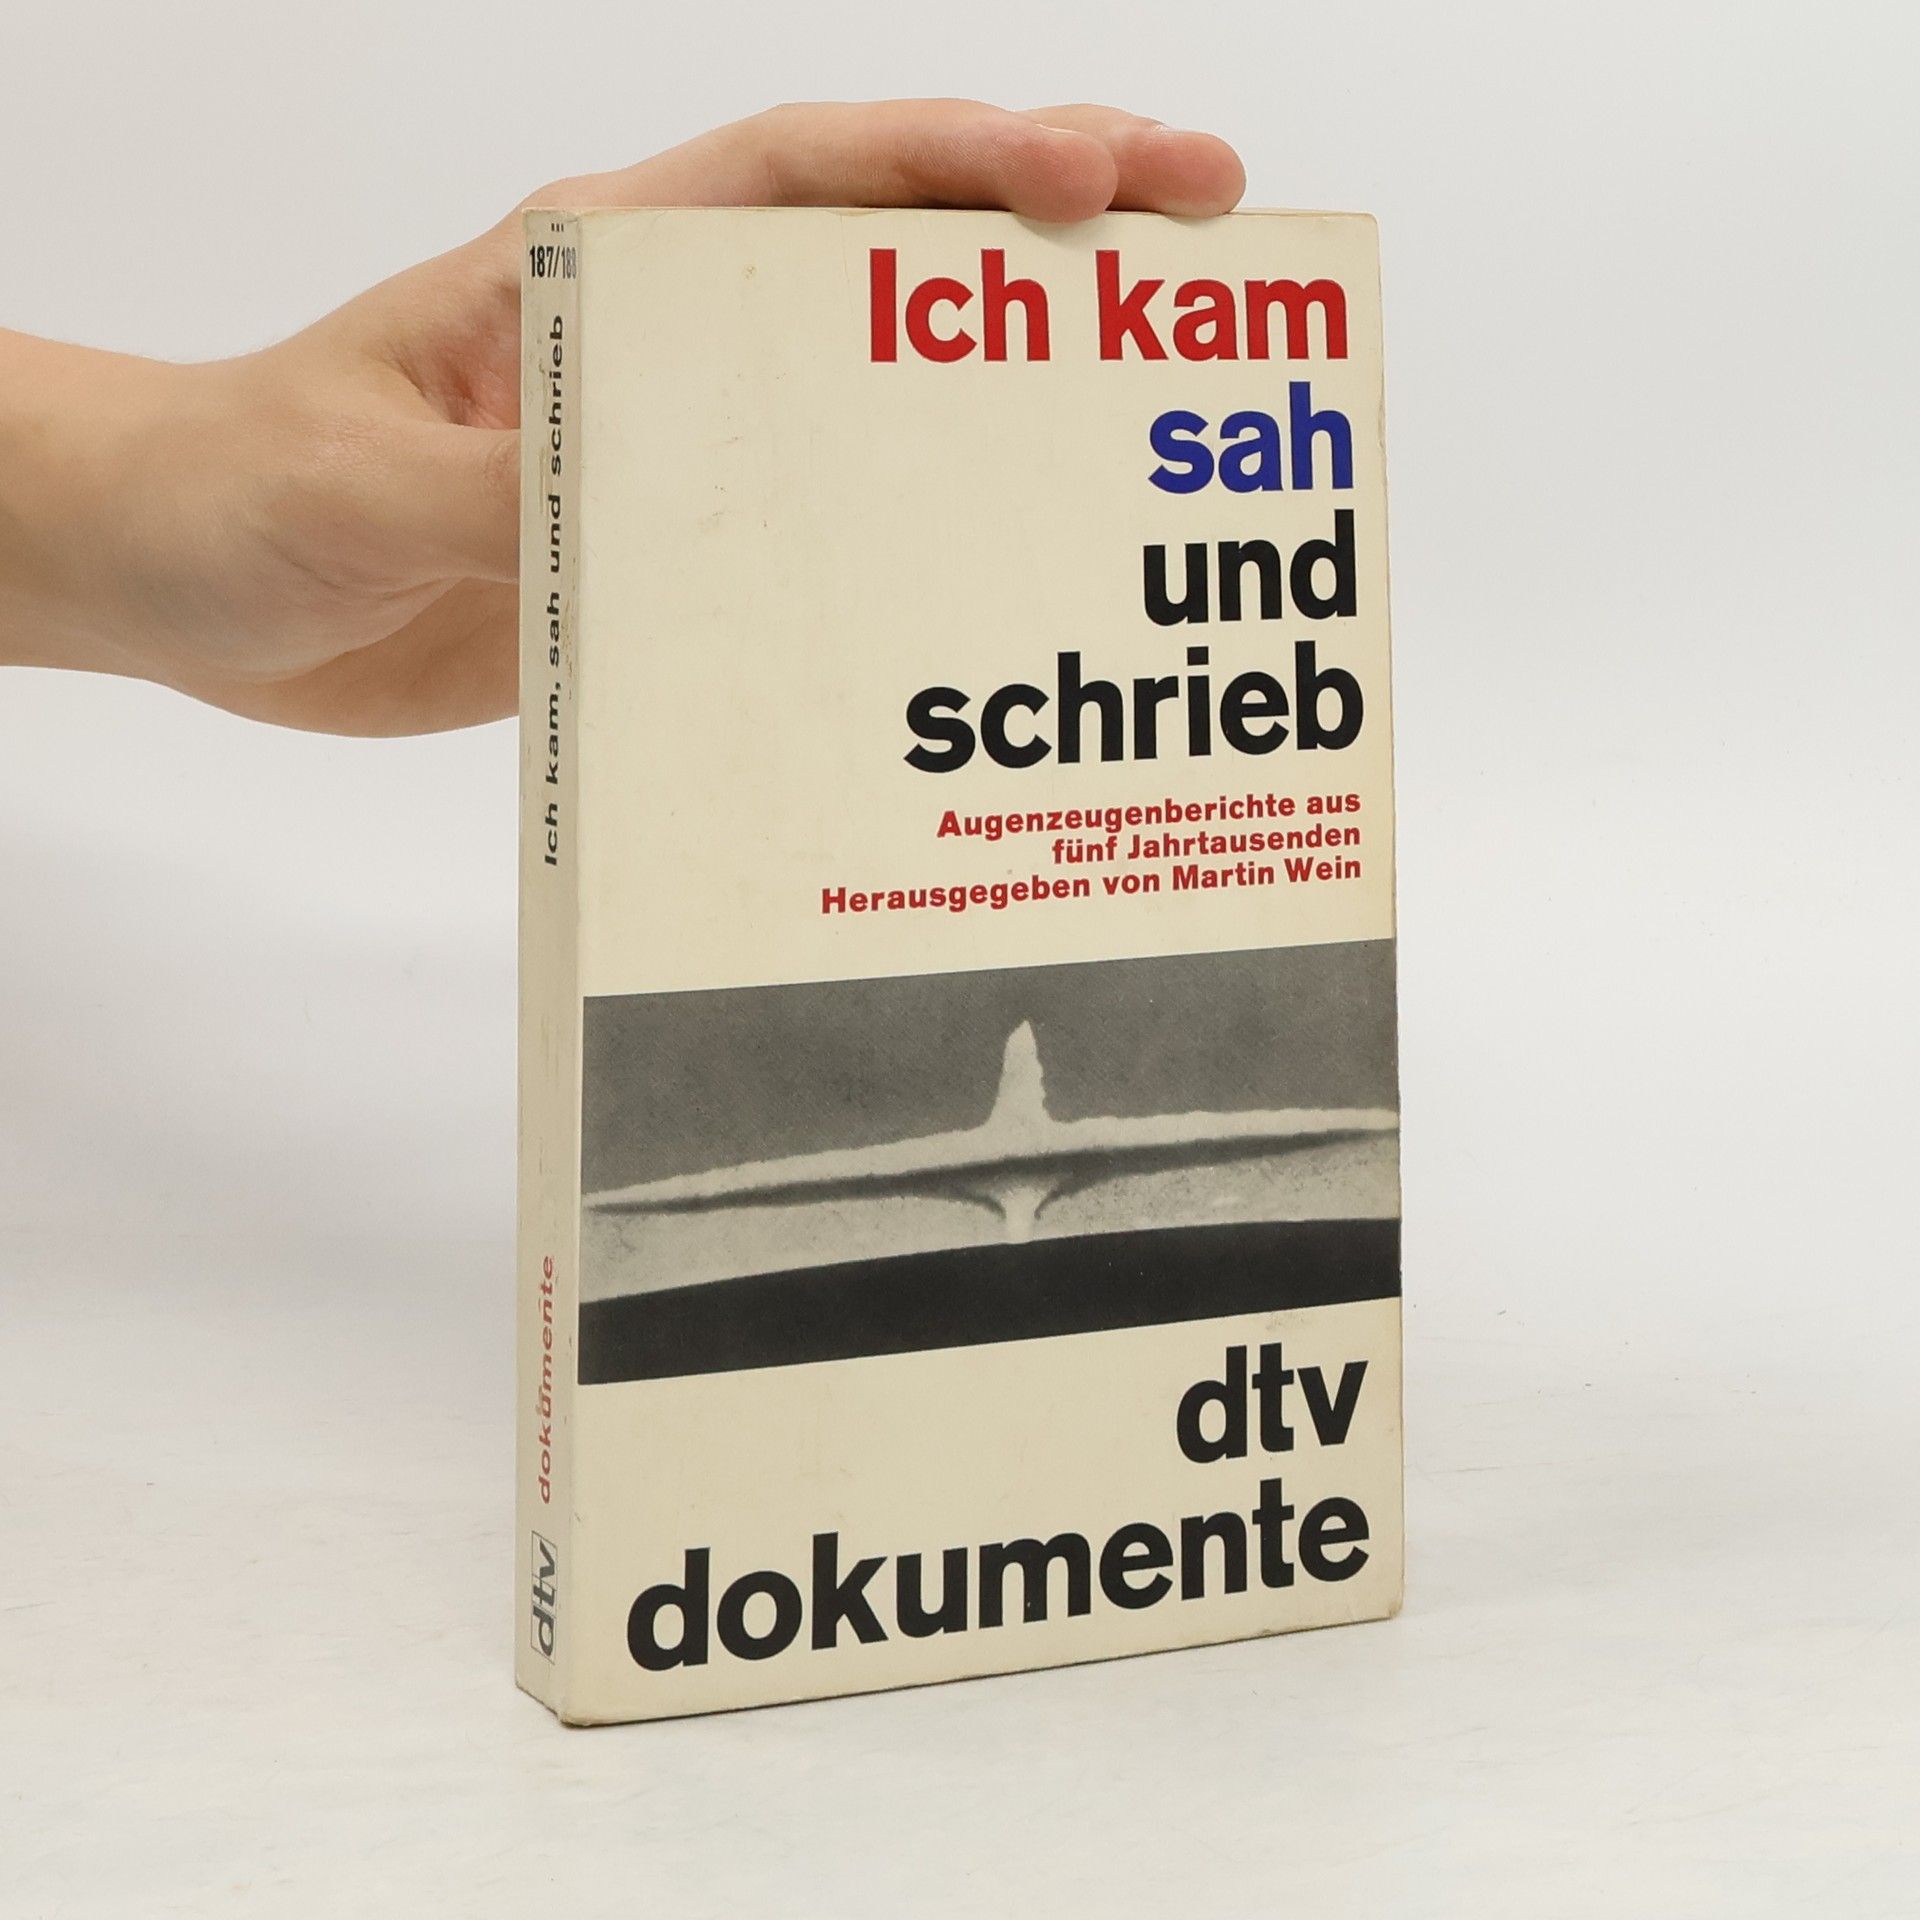 187/188
Ich kam, sah und schrieb
dokumente
dtv
Ich kam
sah
und
schrieb
Augenzeugenberichte aus
fünf Jahrtausenden
Herausgegeben von Martin Wein
dtv
dokumente